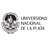 UNIVERSIDAD
NACIONAL
DE LA PLATA